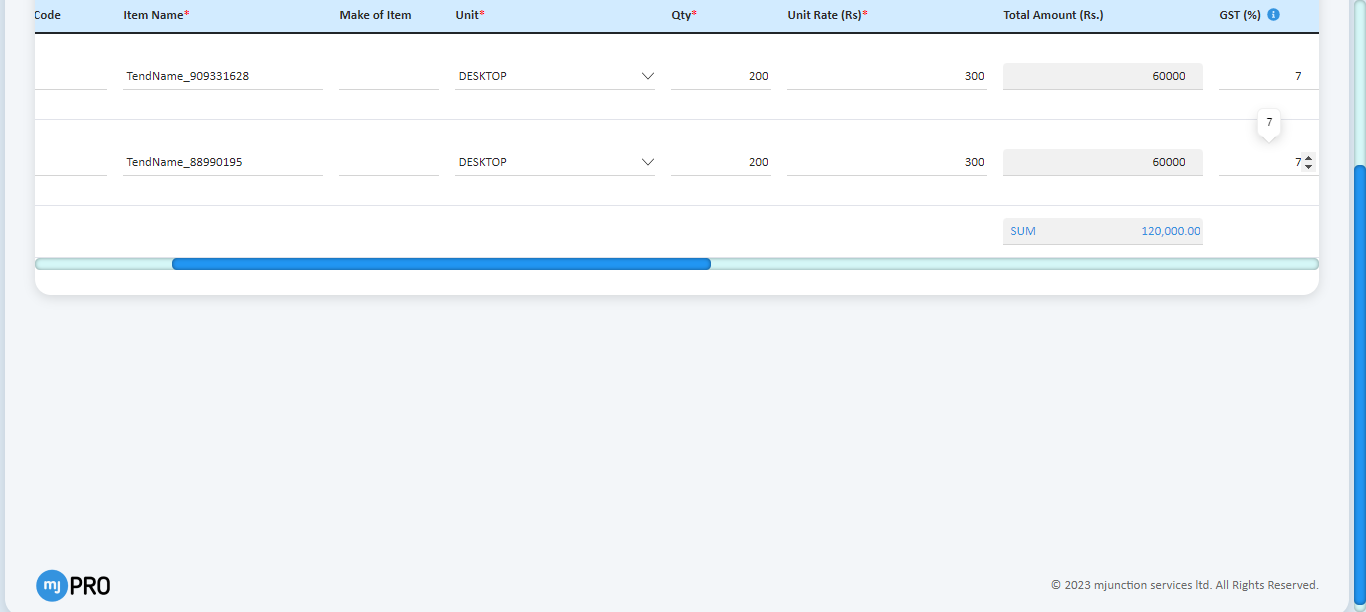 Code Item Name* Make of Item Unit* Qty* Unit Rate (Rs)* Total Amount (Rs.) GST (%) i
TendName_909331628 DESKTOP 200 300 60000 7
7
TendName_88990195 DESKTOP 200 300 60000 7
SUM 120,000.00
mj PRO © 2023 mjunction services ltd. All Rights Reserved.